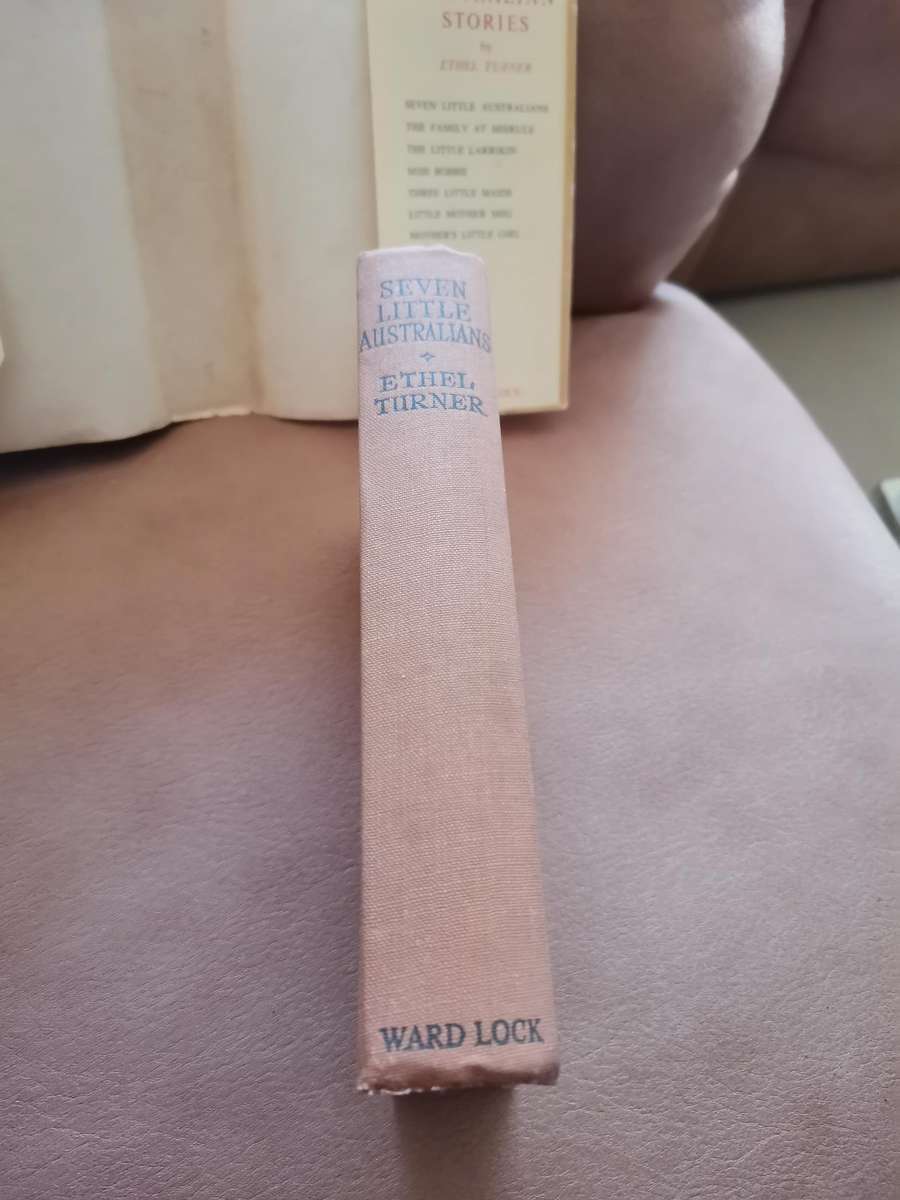 STORIES
by
ETHEL TURNER
SEVEN LITTLE AUSTRALIANS
THE FAMILY AT MISRULE
THE LITTLE LARRIKIN
MISS BOBBIE
THREE LITTLE MAIDS
LITTLE MOTHER MEG
MOTHER'S LITTLE GIRL
SEVEN
LITTLE
AUSTRALIANS
ETHEL
TURNER
WARD LOCK